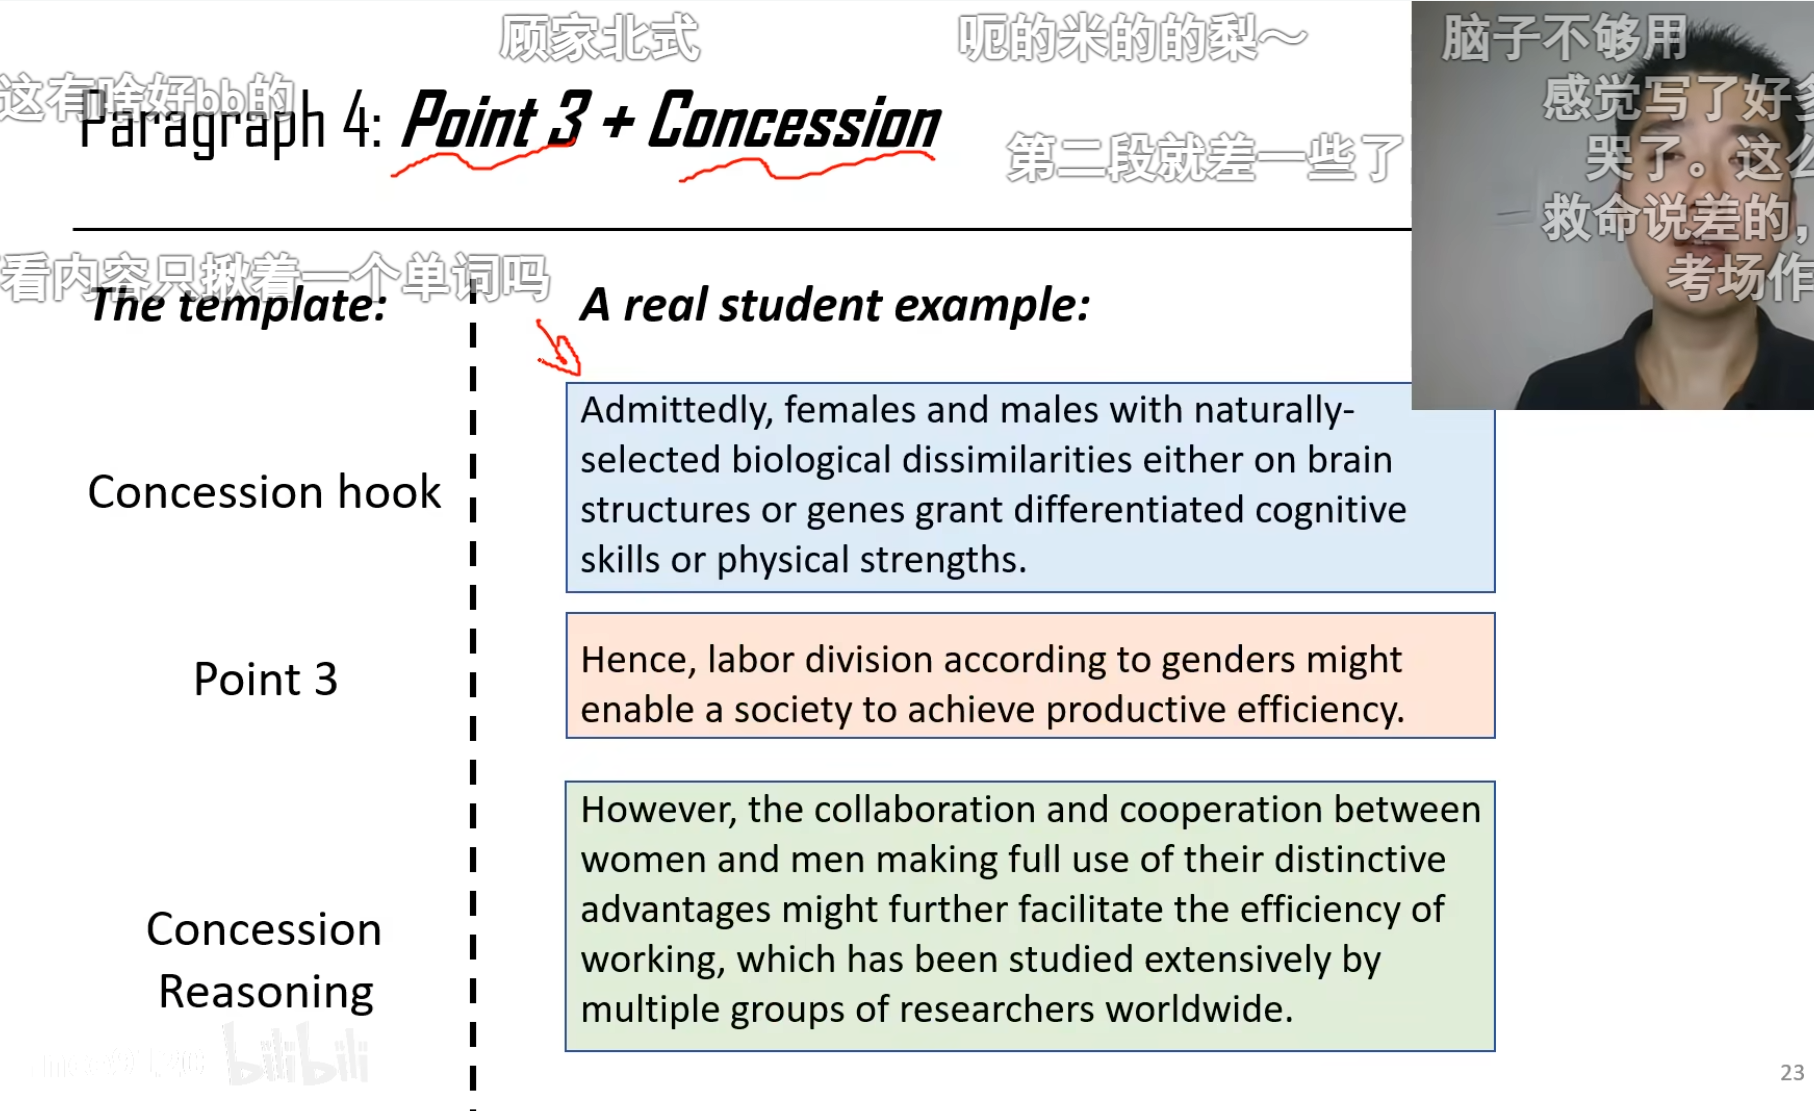 顾家北式
呃的米的的梨～
脑子不够用
这有啥好bb的
感觉写了好多
Paragraph 4: Point 3 + Concession
第二段就差一些了
哭了。这么
救命说差的，
看内容只揪着一个单词吗
考场作
The template:
A real student example:
Concession hook
Admittedly, females and males with naturally-
selected biological dissimilarities either on brain
structures or genes grant differentiated cognitive
skills or physical strengths.
Point 3
Hence, labor division according to genders might
enable a society to achieve productive efficiency.
Concession
Reasoning
However, the collaboration and cooperation between
women and men making full use of their distinctive
advantages might further facilitate the efficiency of
working, which has been studied extensively by
multiple groups of researchers worldwide.
bilibili
23